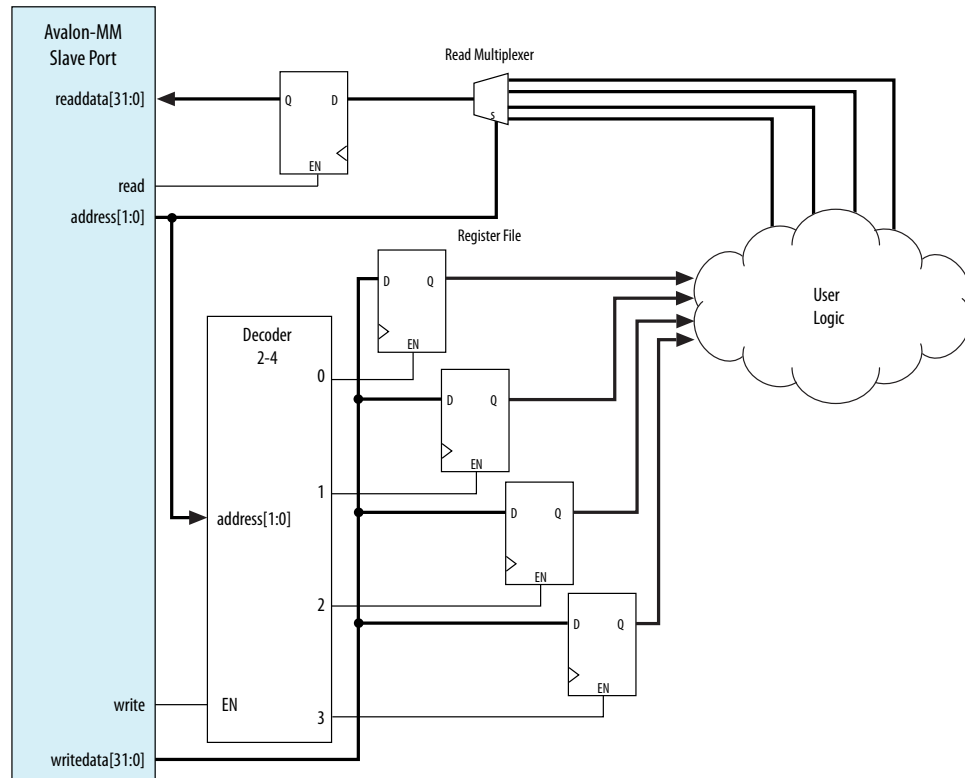 Avalon-MM
Slave Port
Read Multiplexer
readdata[31:0]
Q
D
S
EN
read
address[1:0]
Register File
D
Q
EN
User
Logic
Decoder
2-4
0
D
Q
EN
1
address[1:0]
D
Q
EN
2
D
Q
EN
write
EN
3
writedata[31:0]